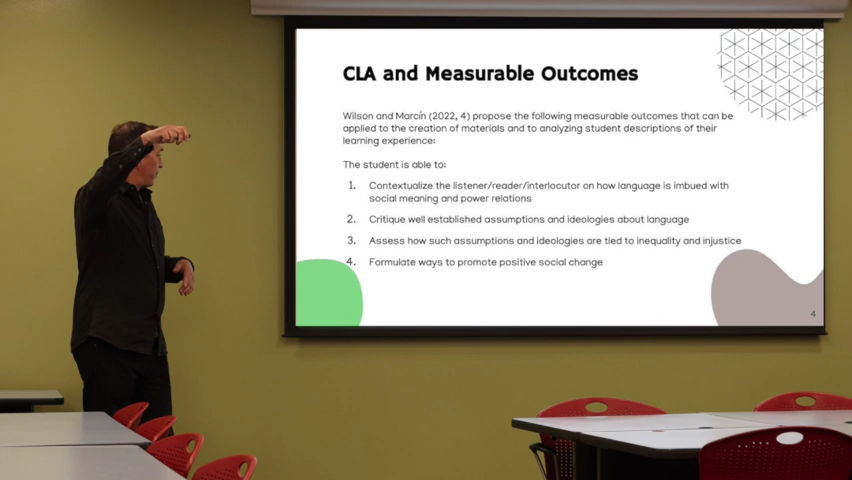 CLA and Measurable Outcomes
Wilson and Marcín (2022, 4) propose the following measurable outcomes that can be
applied to the creation of materials and to analyzing student descriptions of their
learning experience:
The student is able to:
1. Contextualize the listener/reader/interlocutor on how language is imbued with
social meaning and power relations
2. Critique well established assumptions and ideologies about language
3. Assess how such assumptions and ideologies are tied to inequality and injustice
4. Formulate ways to promote positive social change
4